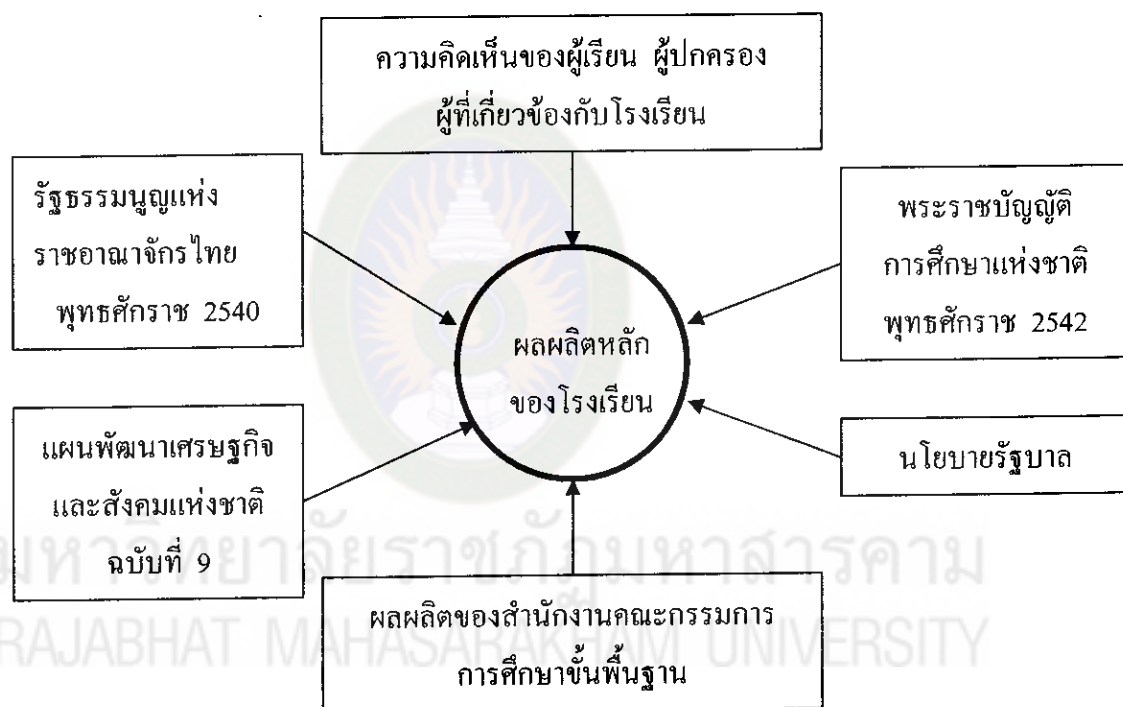 ความคิดเห็นของผู้เรียน ผู้ปกครอง
ผู้ที่เกี่ยวข้องกับโรงเรียน
รัฐธรรมนูญแห่ง
ราชอาณาจักรไทย
พุทธศักราช 2540
พระราชบัญญัติ
การศึกษาแห่งชาติ
พุทธศักราช 2542
ผลผลิตหลัก
ของโรงเรียน
แผนพัฒนาเศรษฐกิจ
และสังคมแห่งชาติ
ฉบับที่ 9
นโยบายรัฐบาล
ผลผลิตของสำนักงานคณะกรรมการ
การศึกษาขั้นพื้นฐาน
มหาวิทยาลัยราชภัฏมหาสารคาม
RAJABHAT MAHASARAKHAM UNIVERSITY